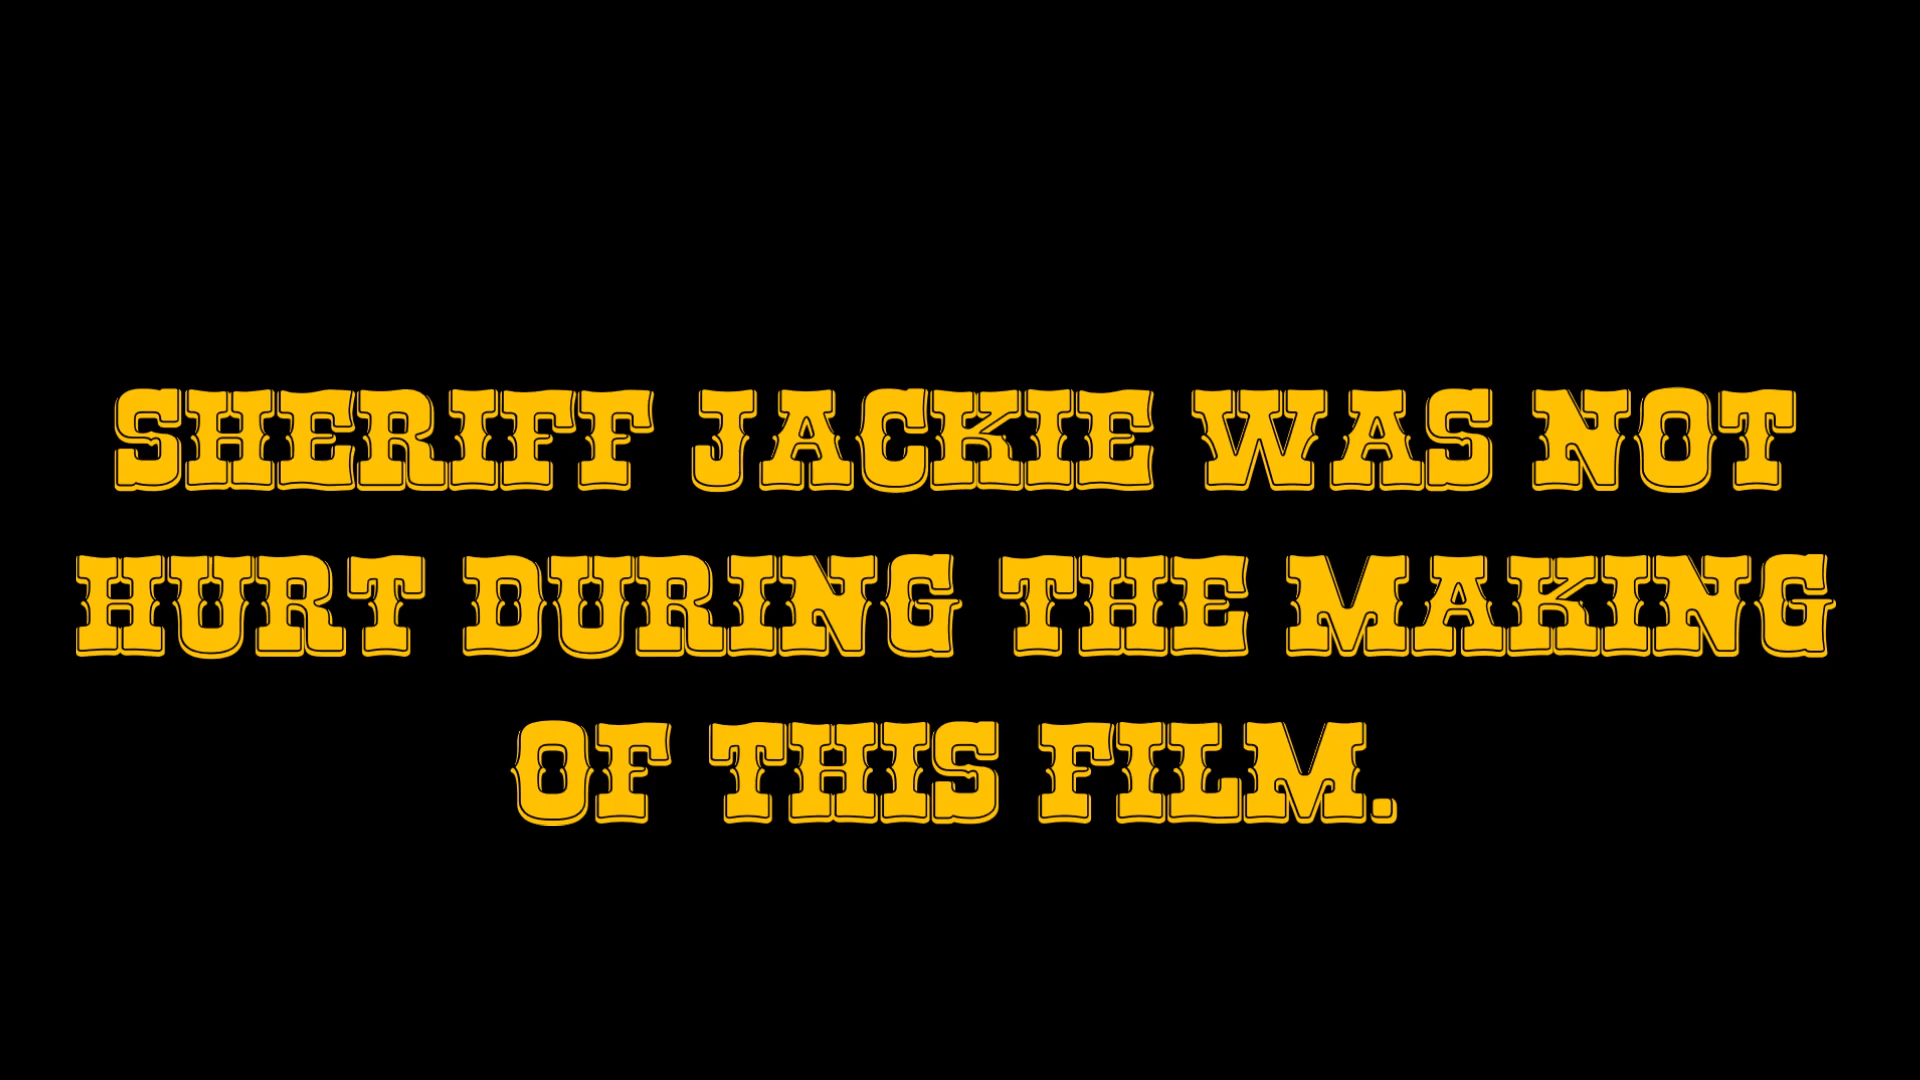 SHERIFF JACKIE WAS NOT
HURT DURING THE MAKING
OF THIS FILM.